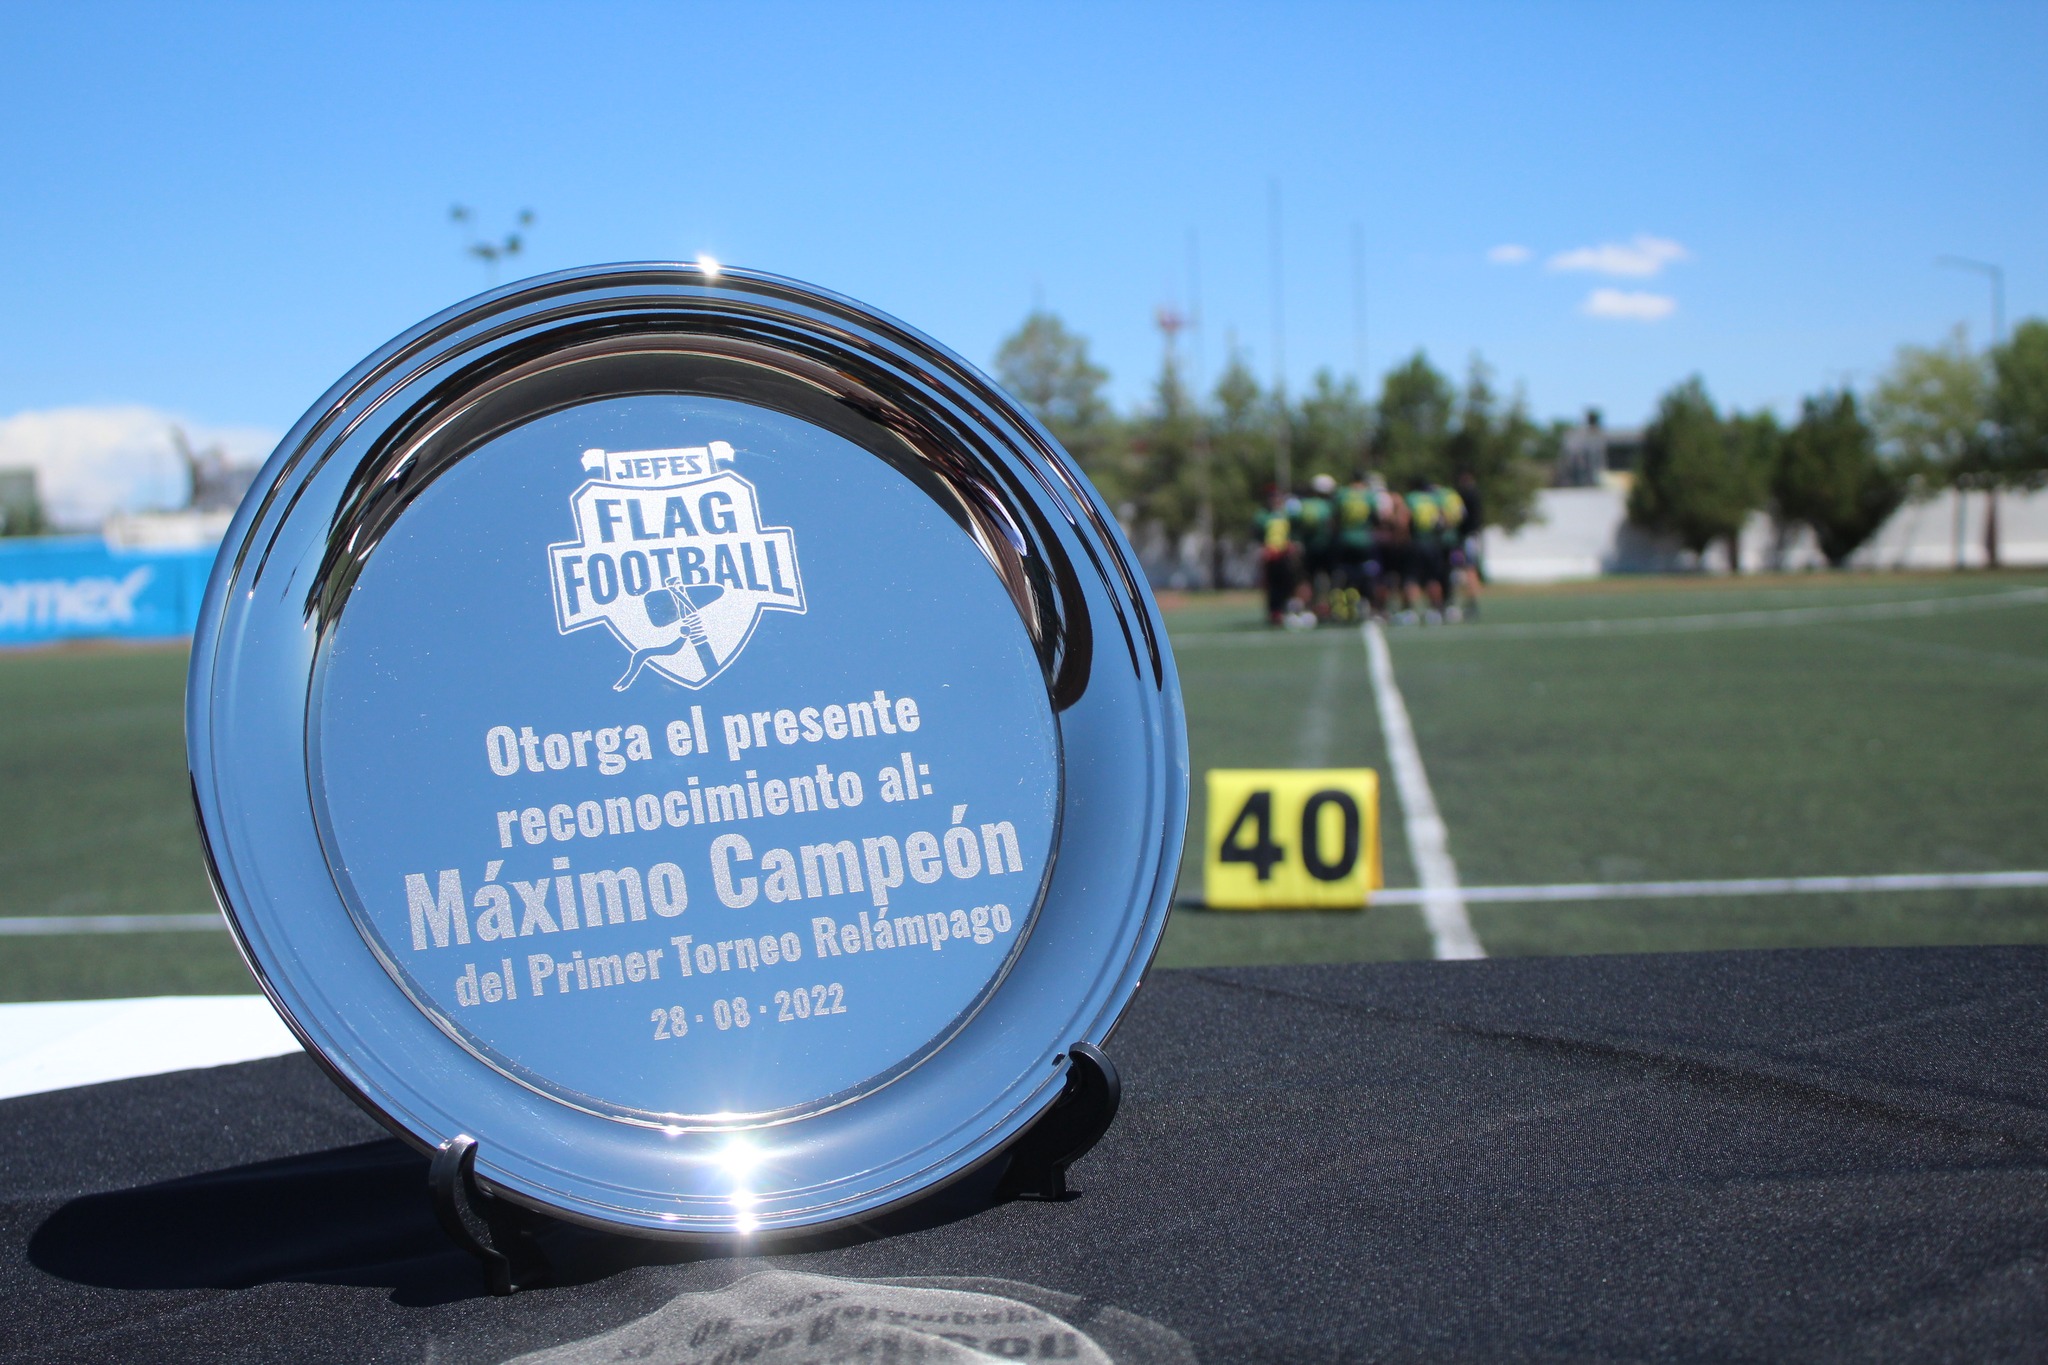 JEFES
FLAG
FOOTBALL
Otorga el presente
reconocimiento al:
Máximo Campeón
del Primer Torneo Relámpago
28 · 08 · 2022
40